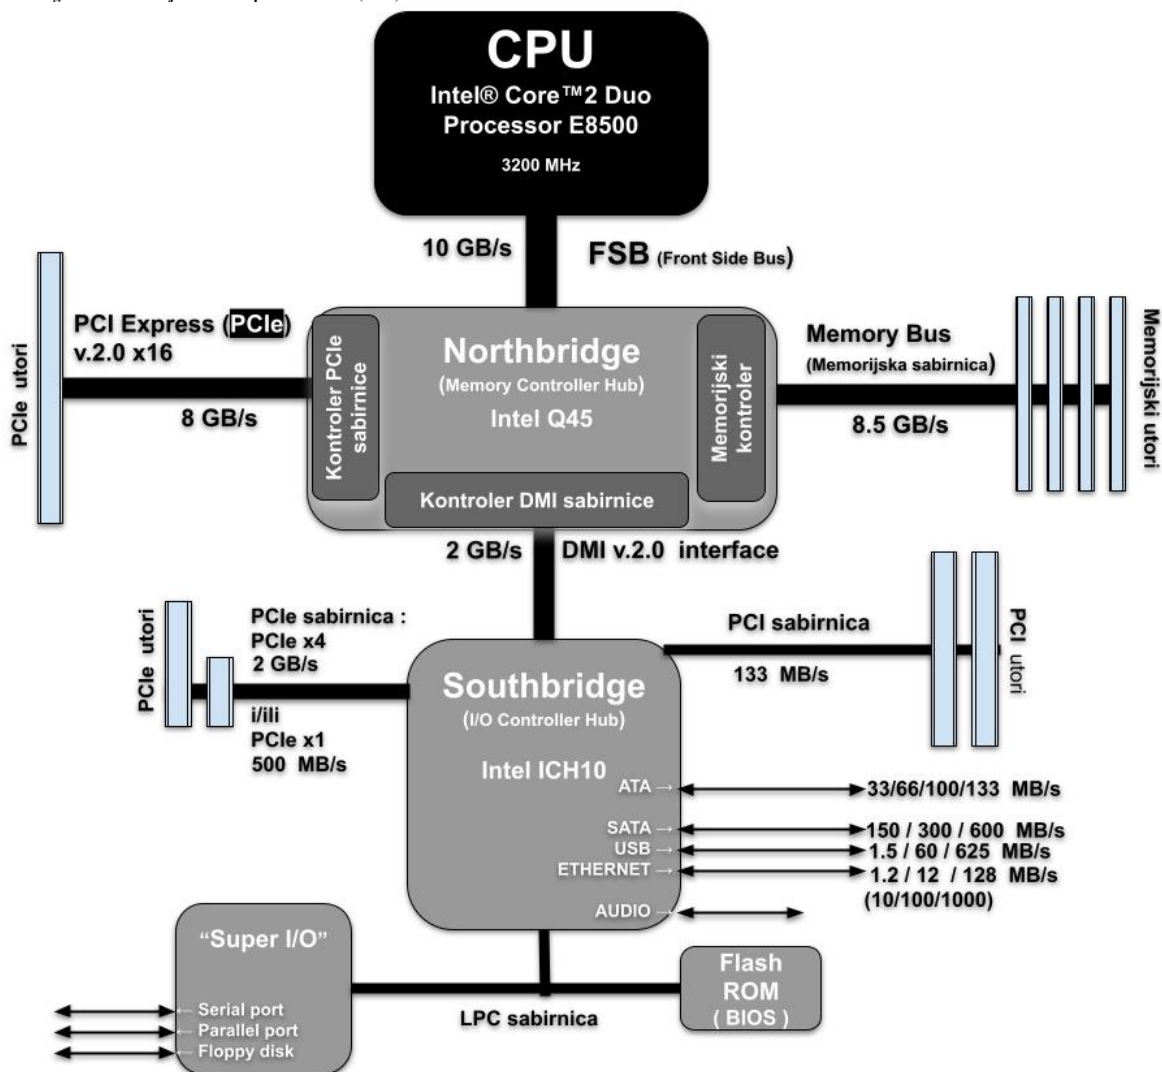 CPU
Intel® Core™2 Duo
Processor E8500
3200 MHz
10 GB/s
FSB (Front Side Bus)
PCIe utori
PCI Express (PCIe)
v.2.0 x16
8 GB/s
Kontroler PCIe
sabirnice
Northbridge
(Memory Controller Hub)
Intel Q45
Memorijski
kontroler
Kontroler DMI sabirnice
Memory Bus
(Memorijska sabirnica)
8.5 GB/s
Memorijski utori
2 GB/s
DMI v.2.0 interface
PCIe utori
PCIe sabirnica :
PCIe x4
2 GB/s
i/ili
PCIe x1
500 MB/s
Southbridge
(I/O Controller Hub)
Intel ICH10
PCI sabirnica
133 MB/s
PCI utori
ATA → 33/66/100/133 MB/s
SATA → 150 / 300 / 600 MB/s
USB → 1.5 / 60 / 625 MB/s
ETHERNET → 1.2 / 12 / 128 MB/s
(10/100/1000)
AUDIO →
“Super I/O”
← Serial port
← Parallel port
← Floppy disk
LPC sabirnica
Flash
ROM
( BIOS )